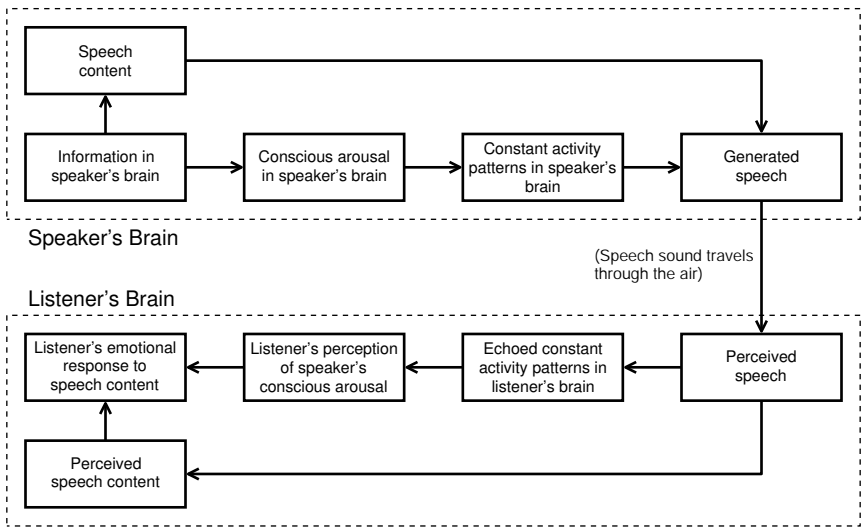 Speech
content
Information in
speaker's brain
Conscious arousal
in speaker's brain
Constant activity
patterns in speaker's
brain
Generated
speech
Speaker's Brain
(Speech sound travels
through the air)
Listener's Brain
Listener's emotional
response to
speech content
Listener's perception
of speaker's
conscious arousal
Echoed constant
activity patterns in
listener's brain
Perceived
speech
Perceived
speech content